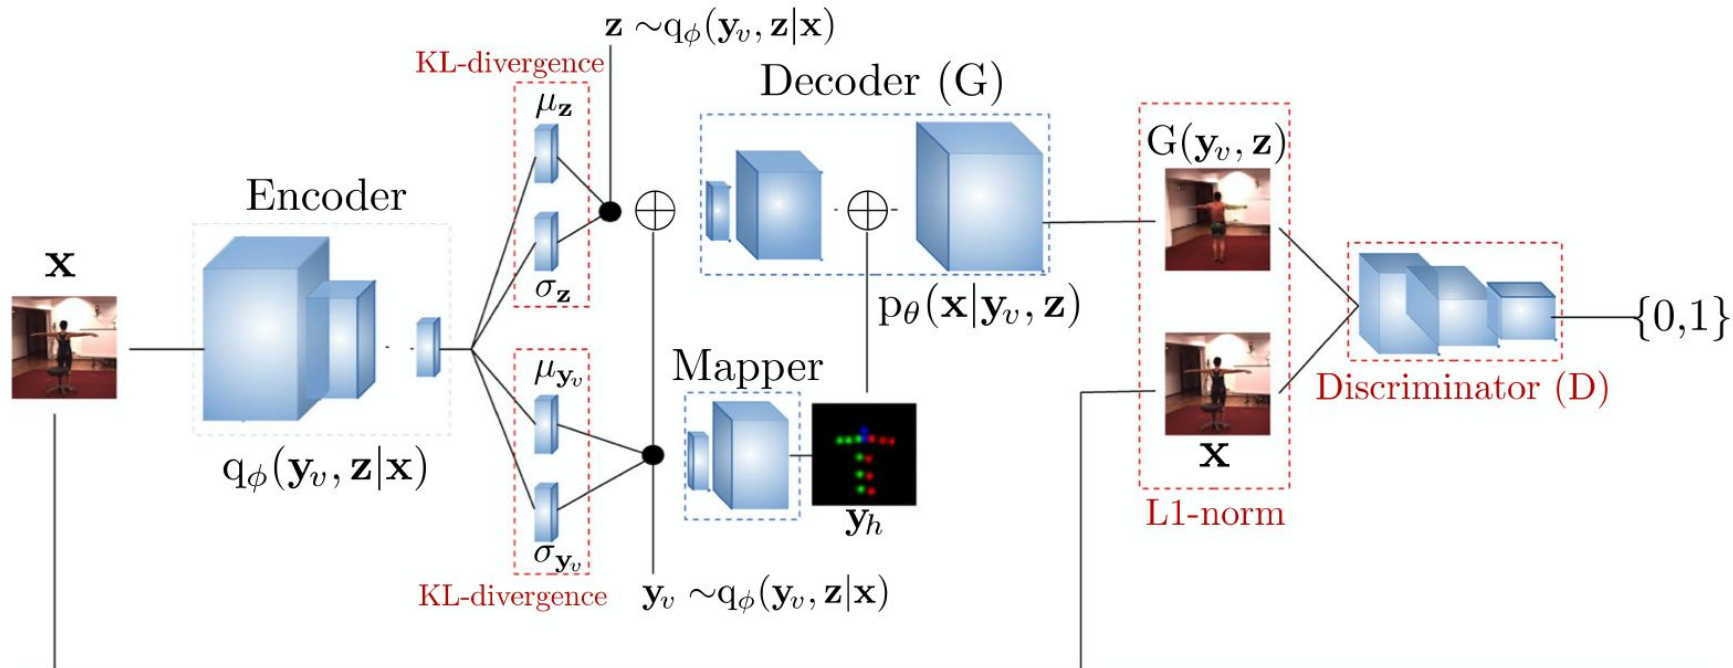 z ∼q_ϕ(y_v, z|x)
KL-divergence
Decoder (G)
μ_z
G(y_v, z)
Encoder
x
σ_z
p_θ(x|y_v, z)
{0,1}
μ_{y_v}
Mapper
Discriminator (D)
q_ϕ(y_v, z|x)
x
y_h
L1-norm
σ_{y_v}
KL-divergence
y_v ∼q_ϕ(y_v, z|x)